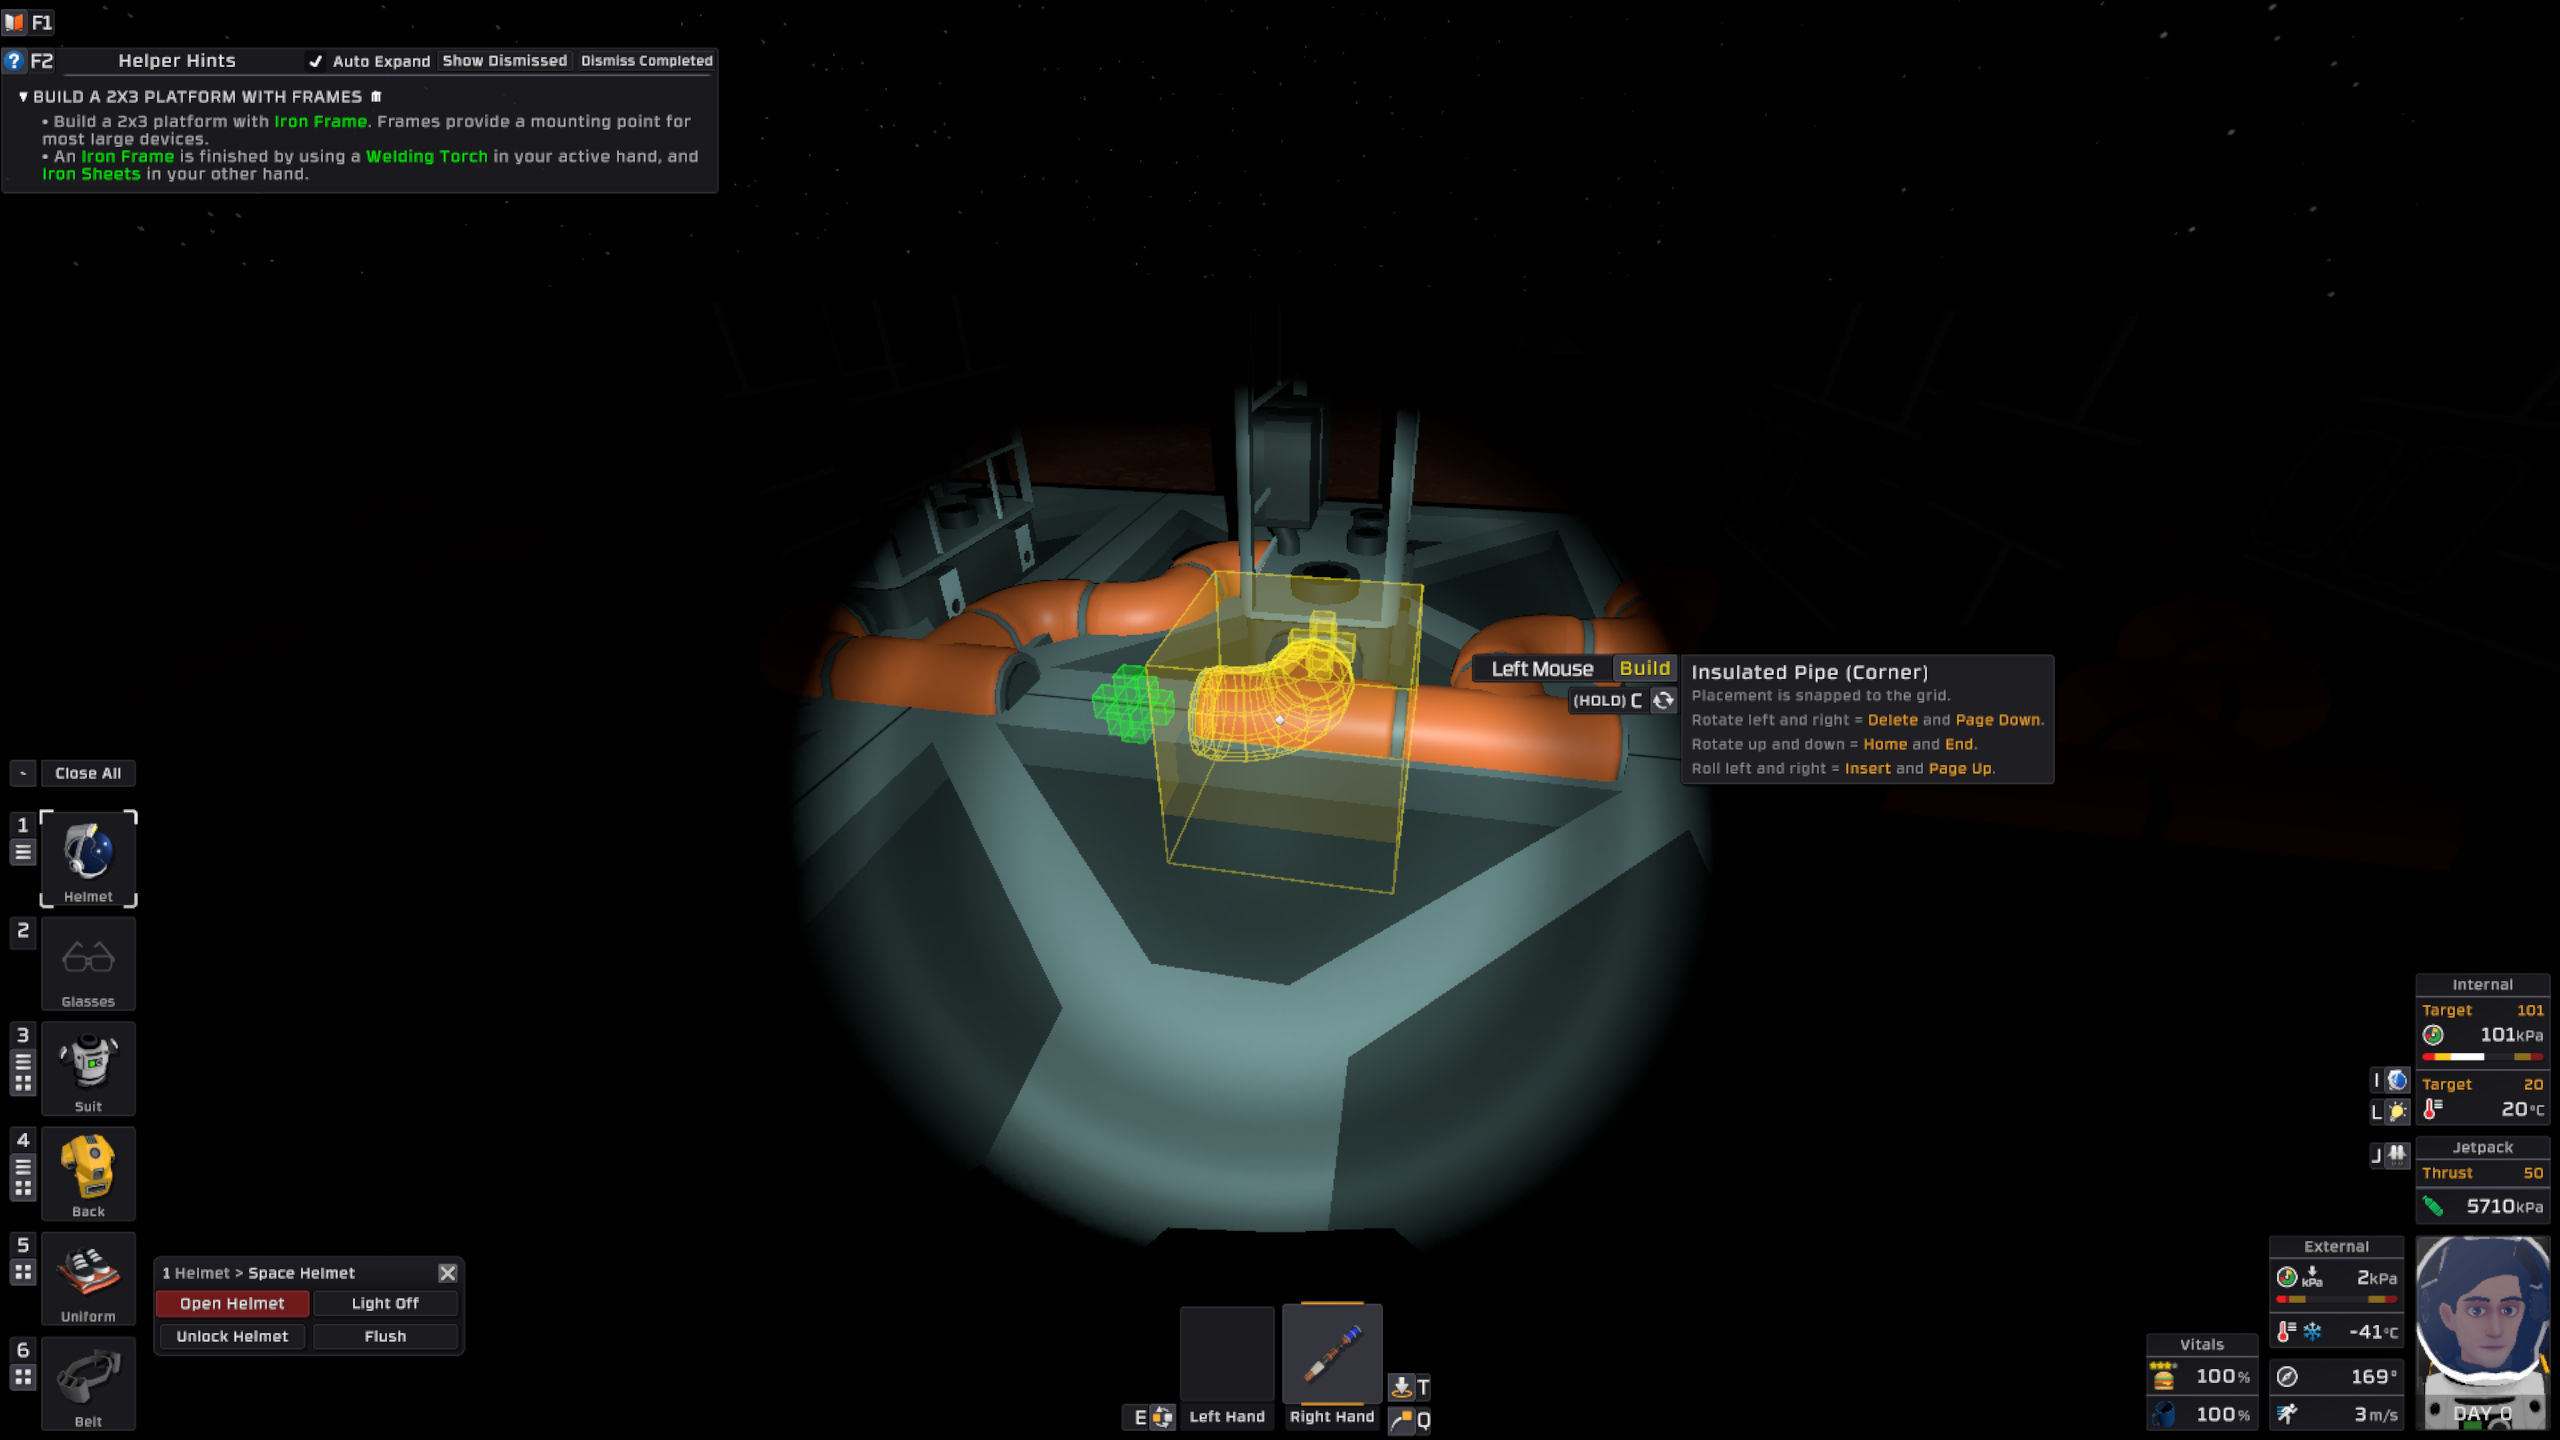 F1
F2 Helper Hints Auto Expand Show Dismissed Dismiss Completed
BUILD A 2X3 PLATFORM WITH FRAMES
• Build a 2x3 platform with Iron Frame. Frames provide a mounting point for
most large devices.
• An Iron Frame is finished by using a Welding Torch in your active hand, and
Iron Sheets in your other hand.
Left Mouse Build
(HOLD) C
Insulated Pipe (Corner)
Placement is snapped to the grid.
Rotate left and right = Delete and Page Down.
Rotate up and down = Home and End.
Roll left and right = Insert and Page Up.
Close All
1
Helmet
2
Glasses
3
Suit
4
Back
5
Uniform
6
Belt
1 Helmet > Space Helmet
Open Helmet Light Off
Unlock Helmet Flush
E Left Hand Right Hand
T
Q
Internal
Target 101
101kPa
Target 20
20°C
I
L
J
Jetpack
Thrust 50
5710kPa
External
kPa 2kPa
-41°C
169°
3m/s
Vitals
100%
100%
DAY 0